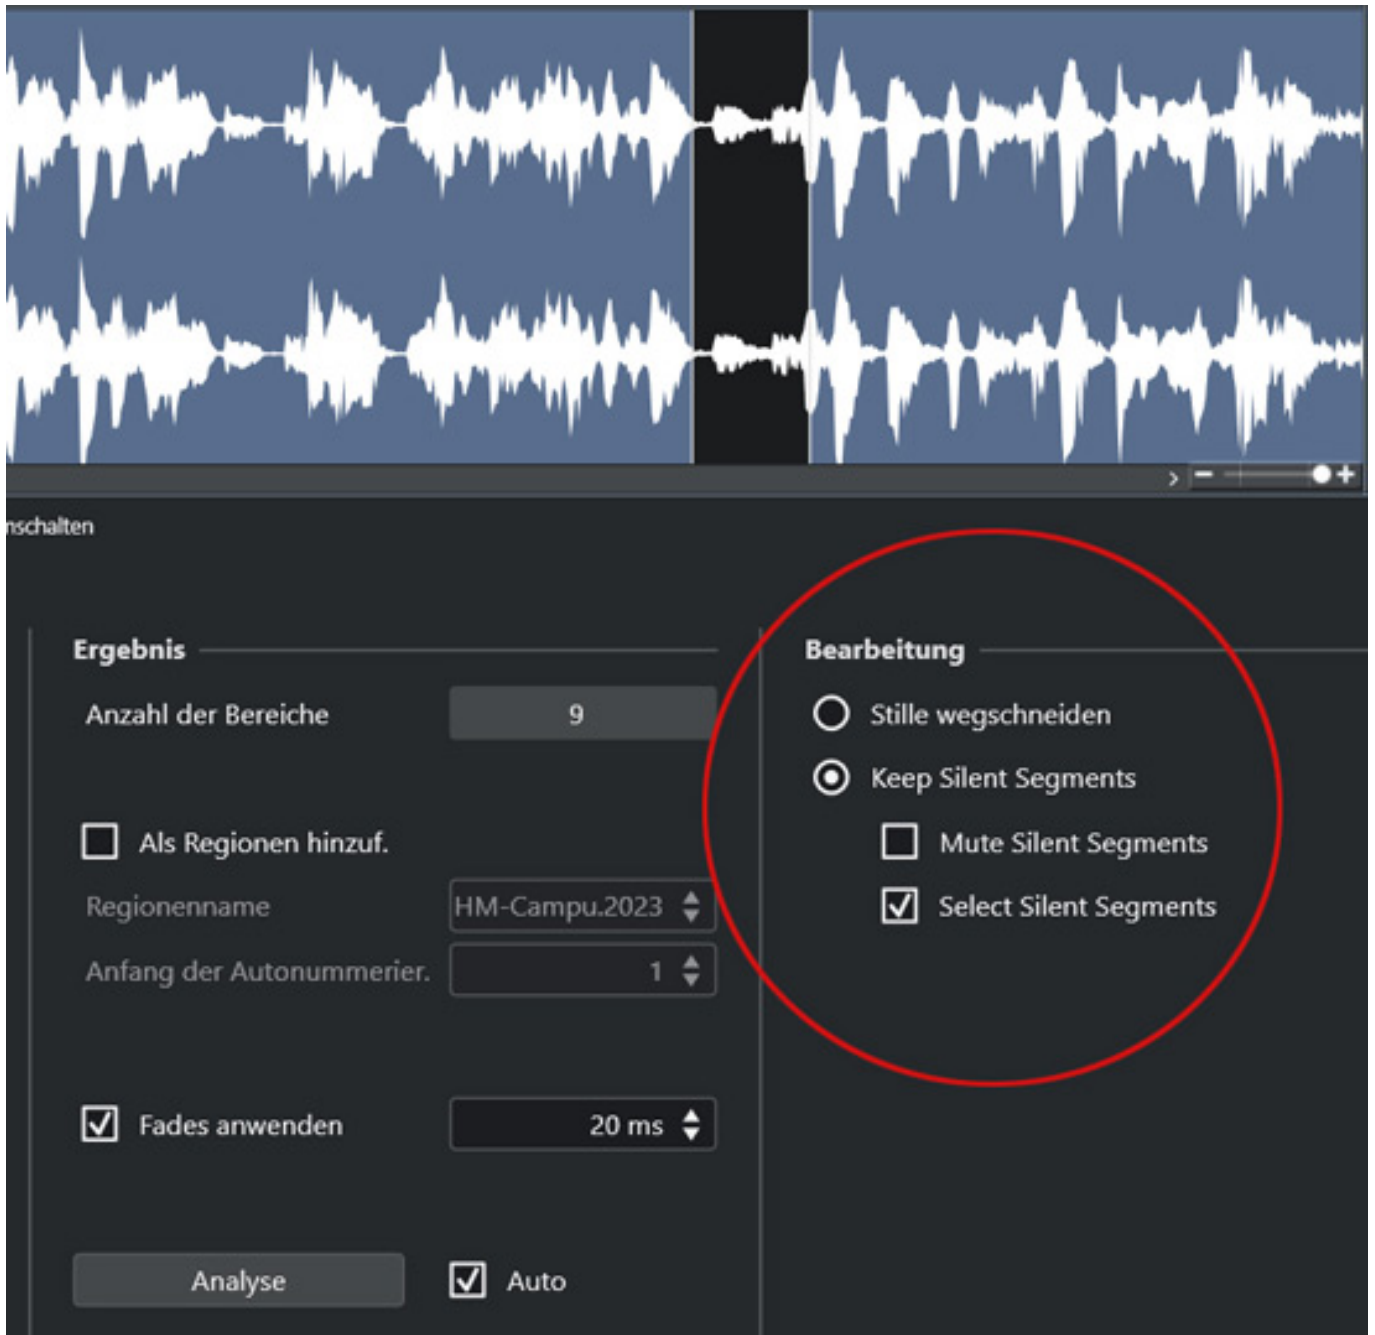 nschalten
Ergebnis
Anzahl der Bereiche 9
Als Regionen hinzuf.
Regionenname HM-Campu.2023
Anfang der Autonummerier. 1
Fades anwenden 20 ms
Analyse Auto
Bearbeitung
Stille wegschneiden
Keep Silent Segments
Mute Silent Segments
Select Silent Segments